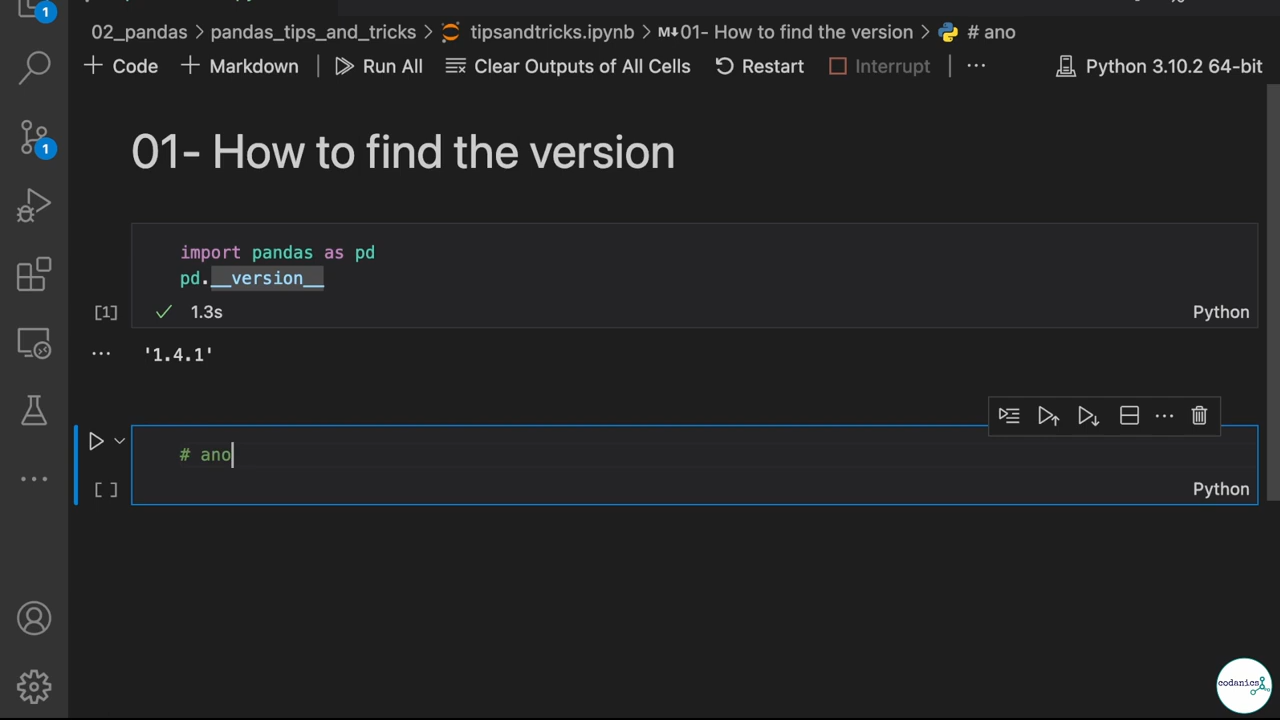 1
02_pandas > pandas_tips_and_tricks > tipsandtricks.ipynb > M↓01- How to find the version > # ano
+ Code + Markdown | Run All Clear Outputs of All Cells Restart Interrupt | ... Python 3.10.2 64-bit
01- How to find the version
1
import pandas as pd
pd.__version__
[1] ✓ 1.3s Python
... '1.4.1'
# ano
[ ] Python
codanics